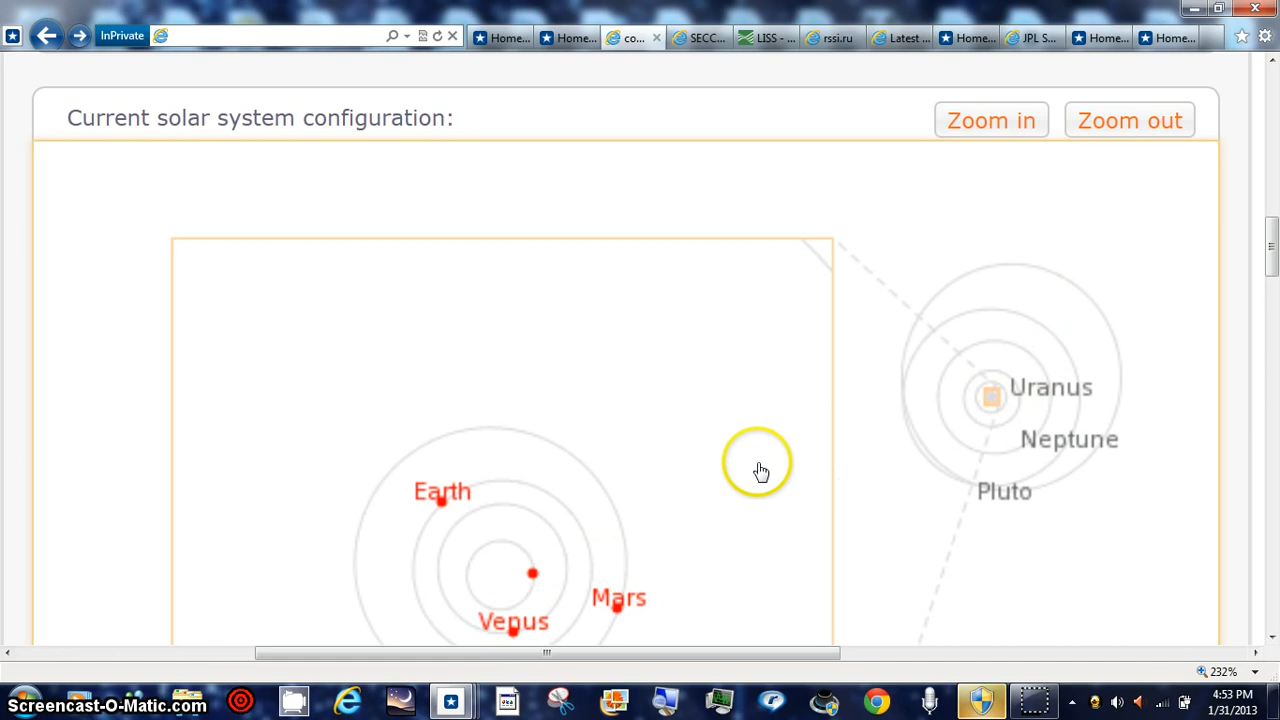 InPrivate
Home...
Home...
co...
SECC...
LISS - ...
rssi.ru
Latest ...
Home...
JPL S...
Home...
Home...
Current solar system configuration:
Zoom in
Zoom out
Uranus
Neptune
Pluto
Earth
Mars
Venus
232%
4:53 PM
1/31/2013
Screencast-O-Matic.com